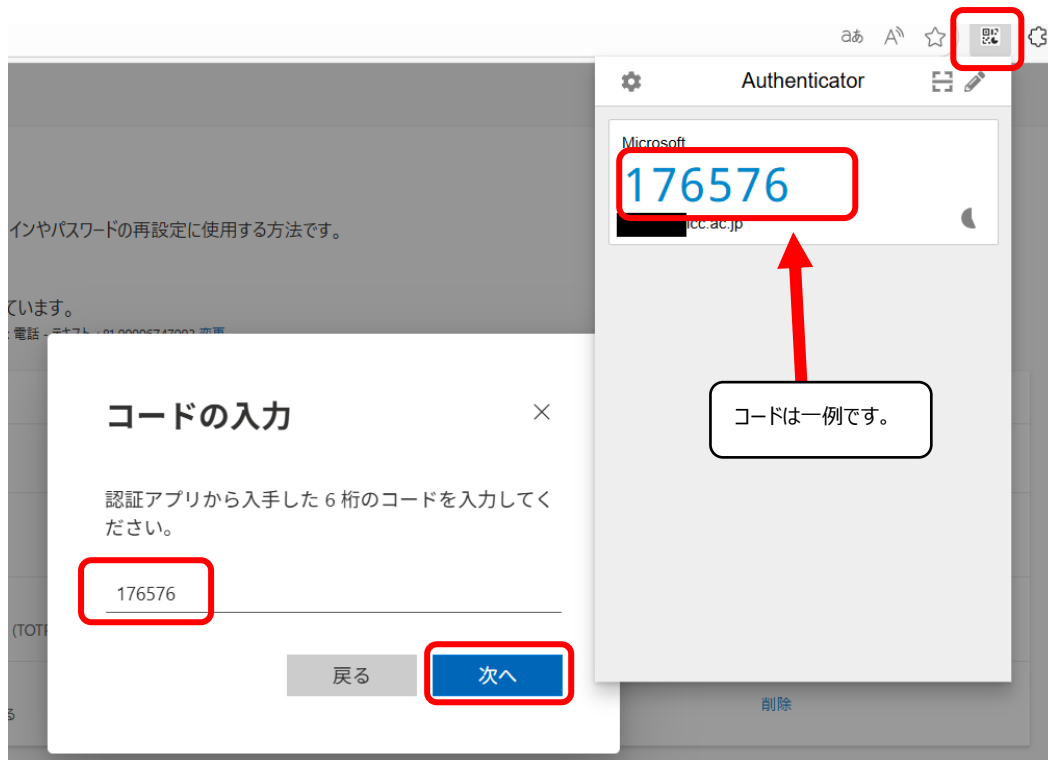 aあ A
Authenticator
Microsoft
176576
icc.ac.jp
インやパスワードの再設定に使用する方法です。
ています。
電話 - テキスト 変更
コードは一例です。
コードの入力
認証アプリから入手した 6 桁のコードを入力してく
ださい。
176576
(TOTP
戻る
次へ
る
削除